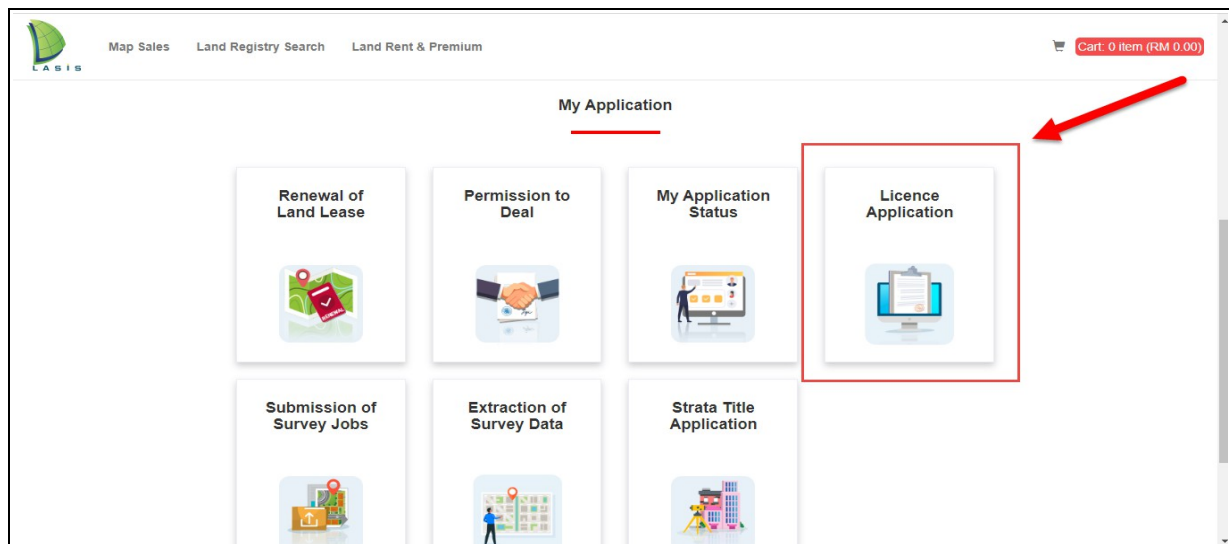 LASIS
Map Sales
Land Registry Search
Land Rent & Premium
Cart: 0 item (RM 0.00)
My Application
Renewal of
Land Lease
Permission to
Deal
My Application
Status
Licence
Application
RENEWAL
Submission of
Survey Jobs
Extraction of
Survey Data
Strata Title
Application